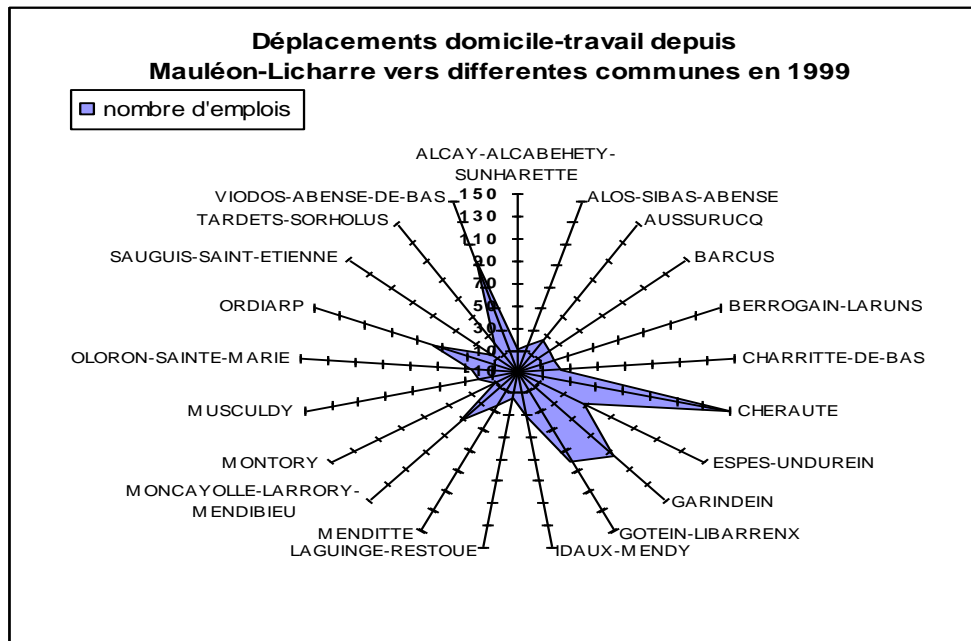 Déplacements domicile-travail depuis
Mauléon-Licharre vers differentes communes en 1999
nombre d'emplois
ALCAY-ALCABEHETY-
SUNHARETTE
ALOS-SIBAS-ABENSE
AUSSURUCQ
BARCUS
BERROGAIN-LARUNS
CHARRITTE-DE-BAS
CHERAUTE
ESPES-UNDUREIN
GARINDEIN
GOTEIN-LIBARRENX
IDAUX-MENDY
LAGUINGE-RESTOUE
MENDITTE
MONCAYOLLE-LARRORY-
MENDIBIEU
MONTORY
MUSCULDY
OLORON-SAINTE-MARIE
ORDIARP
SAUGUIS-SAINT-ETIENNE
TARDETS-SORHOLUS
VIODOS-ABENSE-DE-BAS
150
130
110
90
70
50
30
10
-10